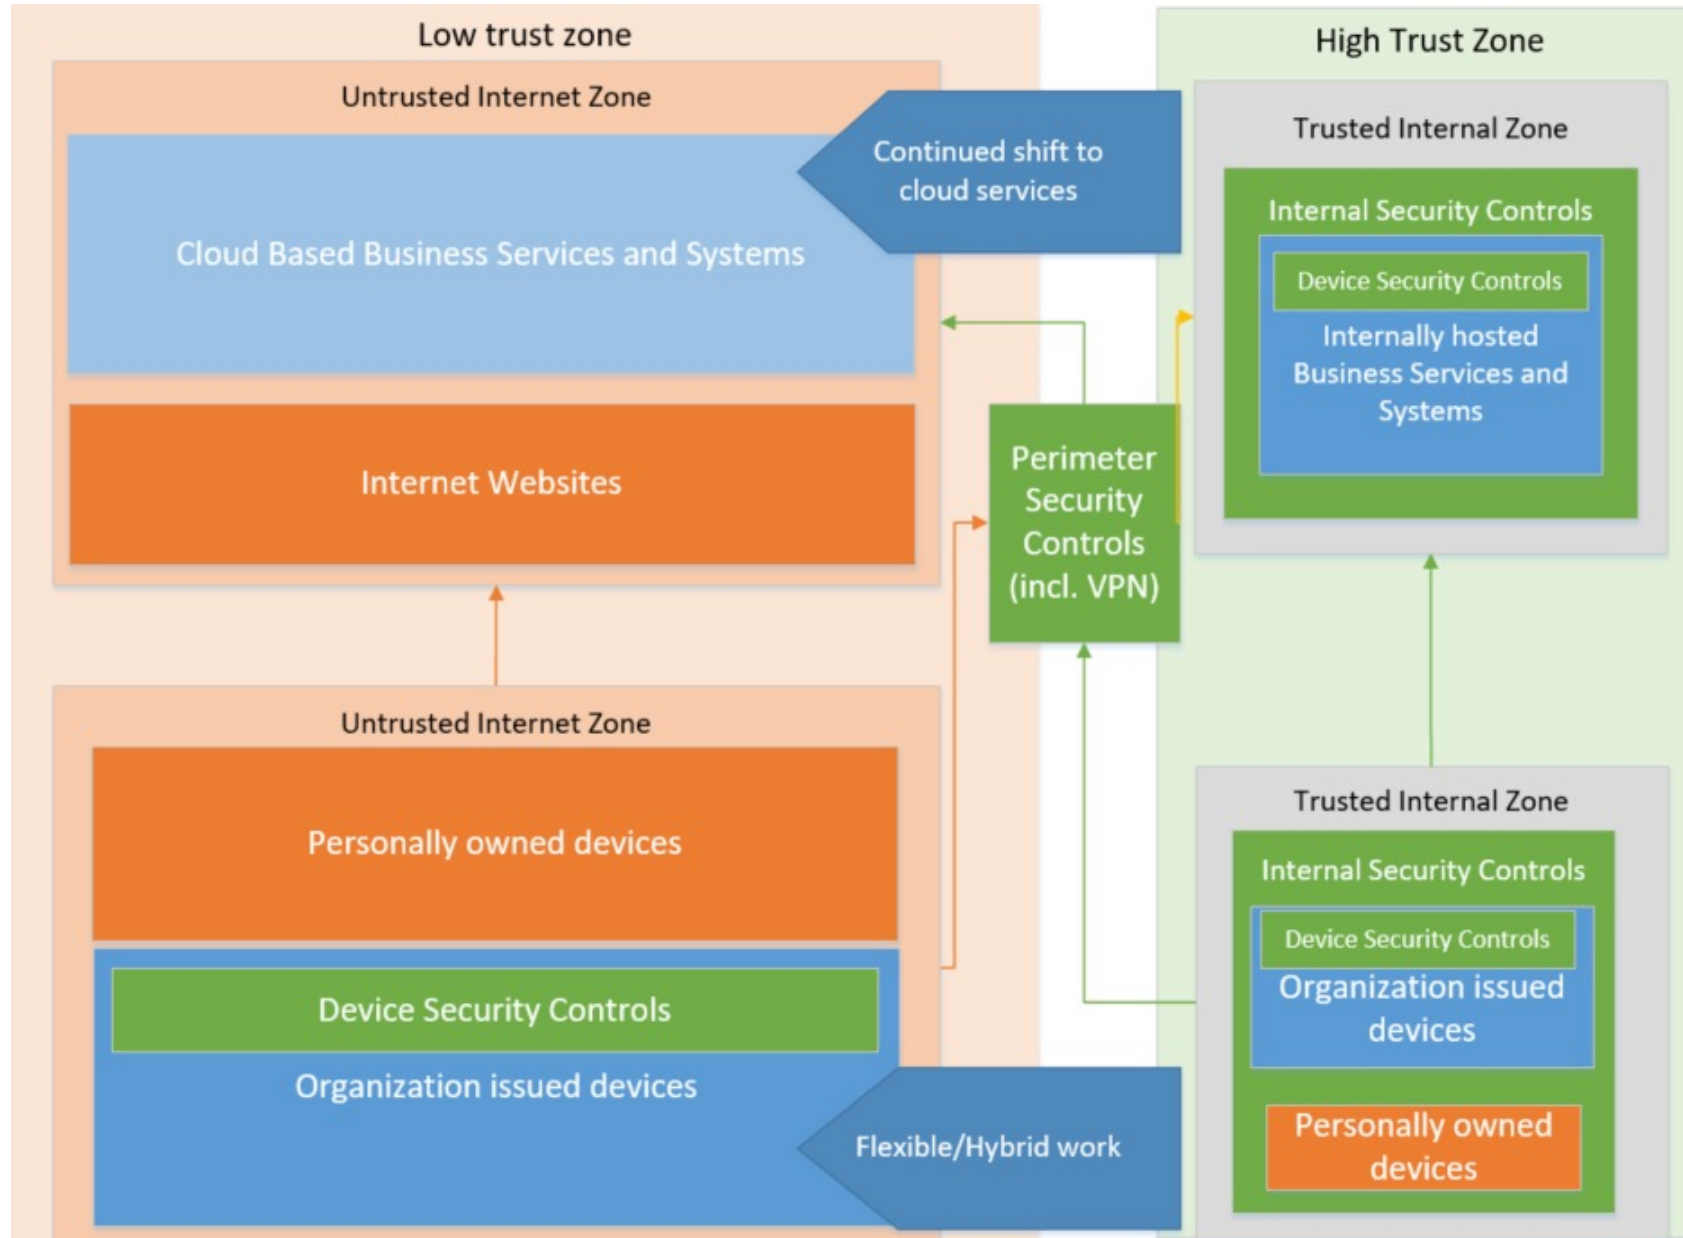 Low trust zone
Untrusted Internet Zone
Cloud Based Business Services and Systems
Internet Websites
Continued shift to
cloud services
High Trust Zone
Trusted Internal Zone
Internal Security Controls
Device Security Controls
Internally hosted
Business Services and
Systems
Perimeter
Security
Controls
(incl. VPN)
Untrusted Internet Zone
Personally owned devices
Device Security Controls
Organization issued devices
Flexible/Hybrid work
Trusted Internal Zone
Internal Security Controls
Device Security Controls
Organization issued
devices
Personally owned
devices